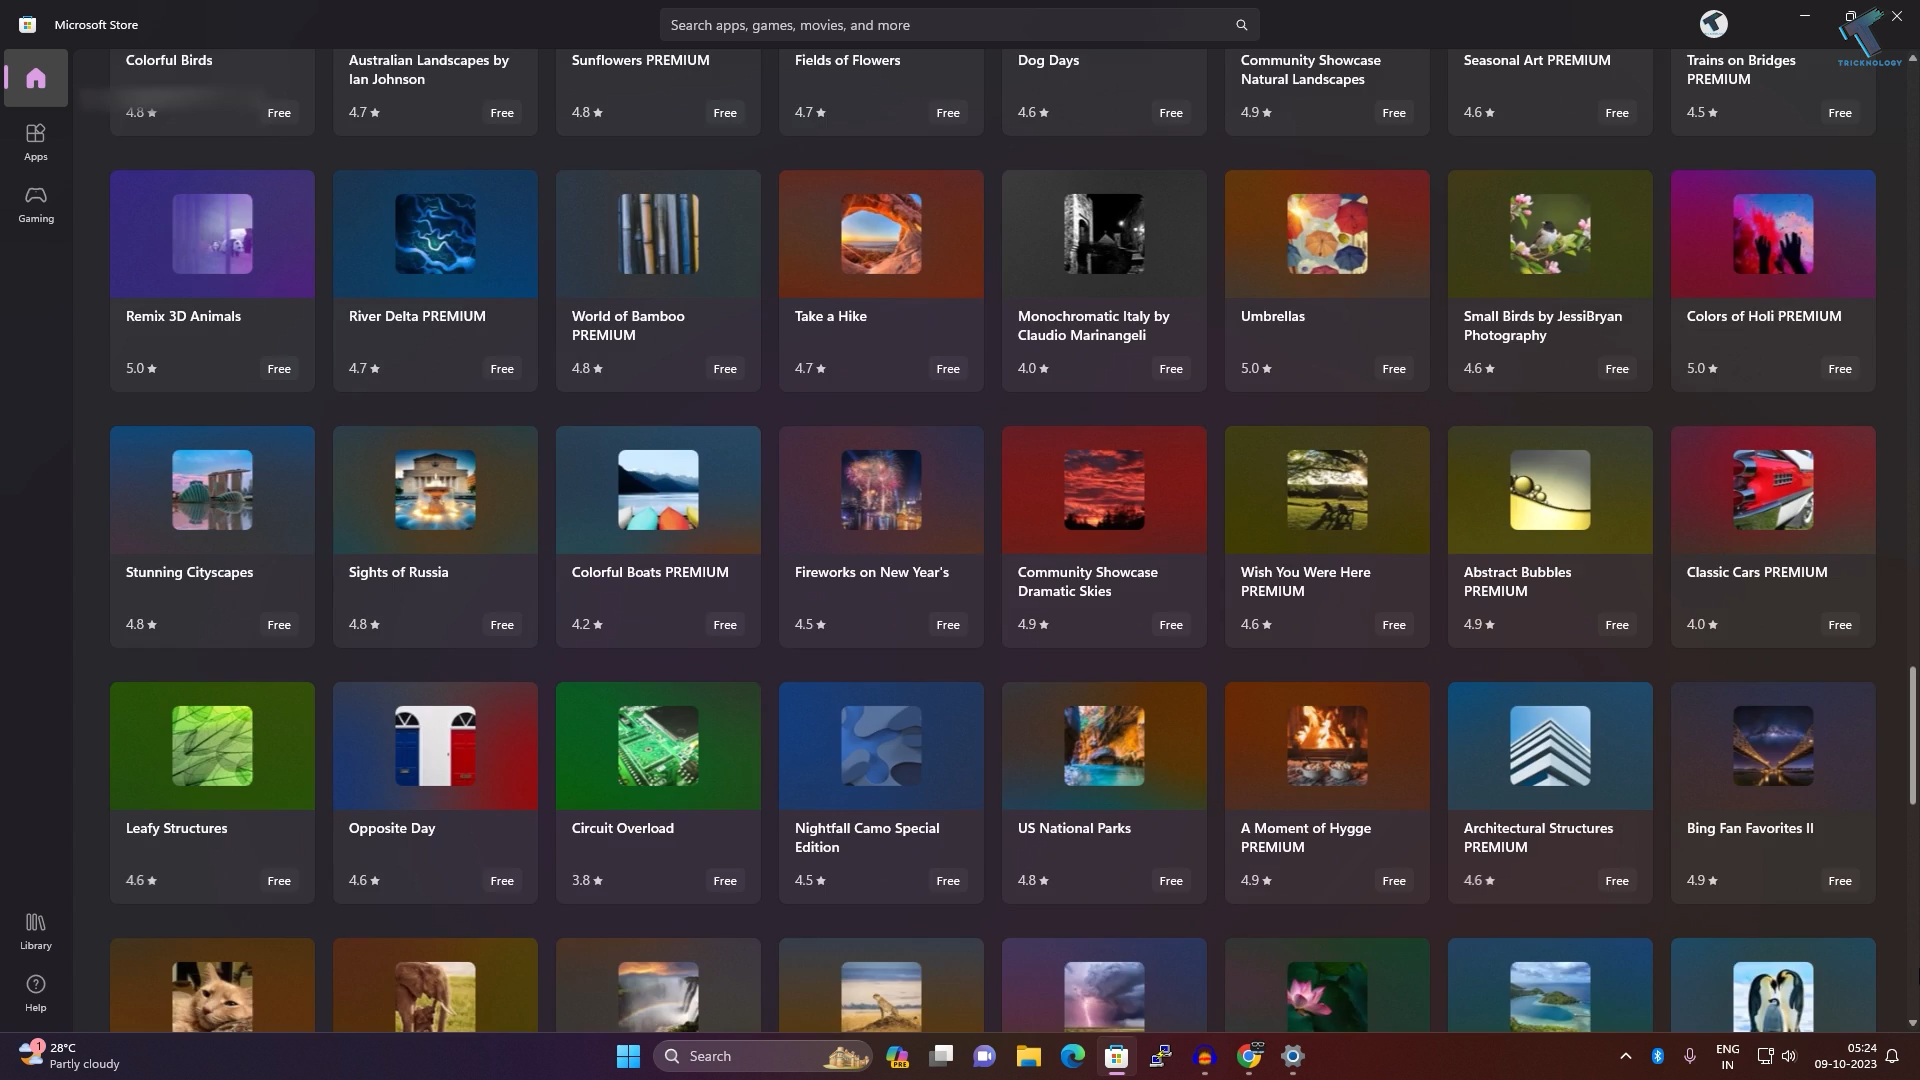 Microsoft Store
Search apps, games, movies, and more
TRICKNOLOGY
Colorful Birds
4.8 ★ Free
Australian Landscapes by
Ian Johnson
4.7 ★ Free
Sunflowers PREMIUM
4.8 ★ Free
Fields of Flowers
4.7 ★ Free
Dog Days
4.6 ★ Free
Community Showcase
Natural Landscapes
4.9 ★ Free
Seasonal Art PREMIUM
4.6 ★ Free
Trains on Bridges
PREMIUM
4.5 ★ Free
Apps
Gaming
Remix 3D Animals
5.0 ★ Free
River Delta PREMIUM
4.7 ★ Free
World of Bamboo
PREMIUM
4.8 ★ Free
Take a Hike
4.7 ★ Free
Monochromatic Italy by
Claudio Marinangeli
4.0 ★ Free
Umbrellas
5.0 ★ Free
Small Birds by JessiBryan
Photography
4.6 ★ Free
Colors of Holi PREMIUM
5.0 ★ Free
Stunning Cityscapes
4.8 ★ Free
Sights of Russia
4.8 ★ Free
Colorful Boats PREMIUM
4.2 ★ Free
Fireworks on New Year's
4.5 ★ Free
Community Showcase
Dramatic Skies
4.9 ★ Free
Wish You Were Here
PREMIUM
4.6 ★ Free
Abstract Bubbles
PREMIUM
4.9 ★ Free
Classic Cars PREMIUM
4.0 ★ Free
Leafy Structures
4.6 ★ Free
Opposite Day
4.6 ★ Free
Circuit Overload
3.8 ★ Free
Nightfall Camo Special
Edition
4.5 ★ Free
US National Parks
4.8 ★ Free
A Moment of Hygge
PREMIUM
4.9 ★ Free
Architectural Structures
PREMIUM
4.6 ★ Free
Bing Fan Favorites II
4.9 ★ Free
Library
Help
1
28°C
Partly cloudy
Search
PRE
ENG
IN
05:24
09-10-2023